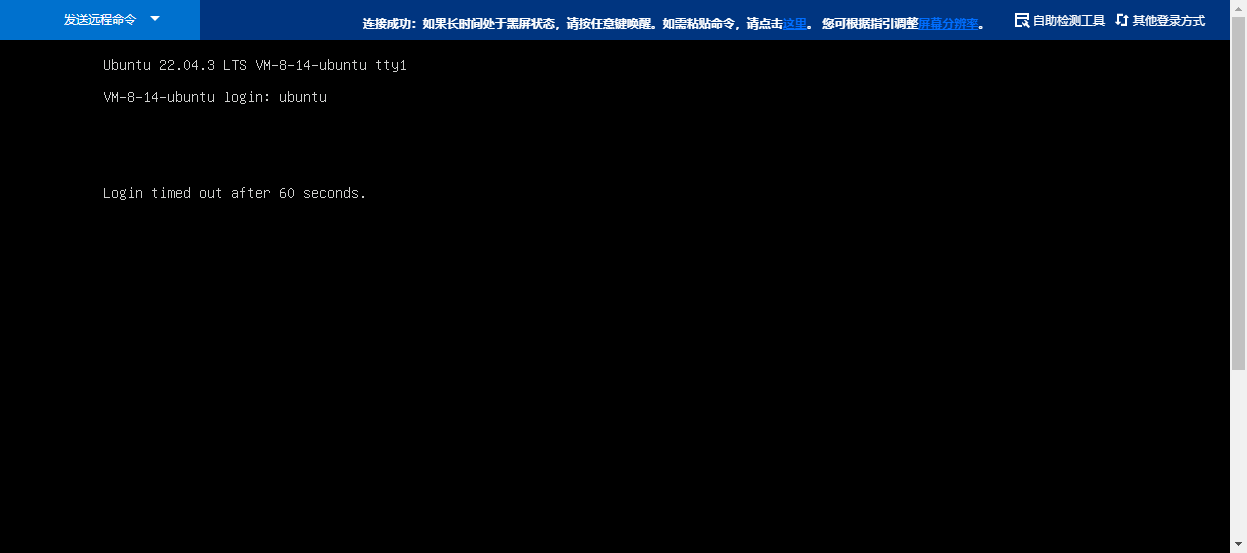 发送远程命令
连接成功：如果长时间处于黑屏状态，请按任意键唤醒。如需粘贴命令，请点击这里。 您可根据指引调整屏幕分辨率。
自助检测工具
其他登录方式
Ubuntu 22.04.3 LTS VM-8-14-ubuntu tty1
VM-8-14-ubuntu login: ubuntu
Login timed out after 60 seconds.